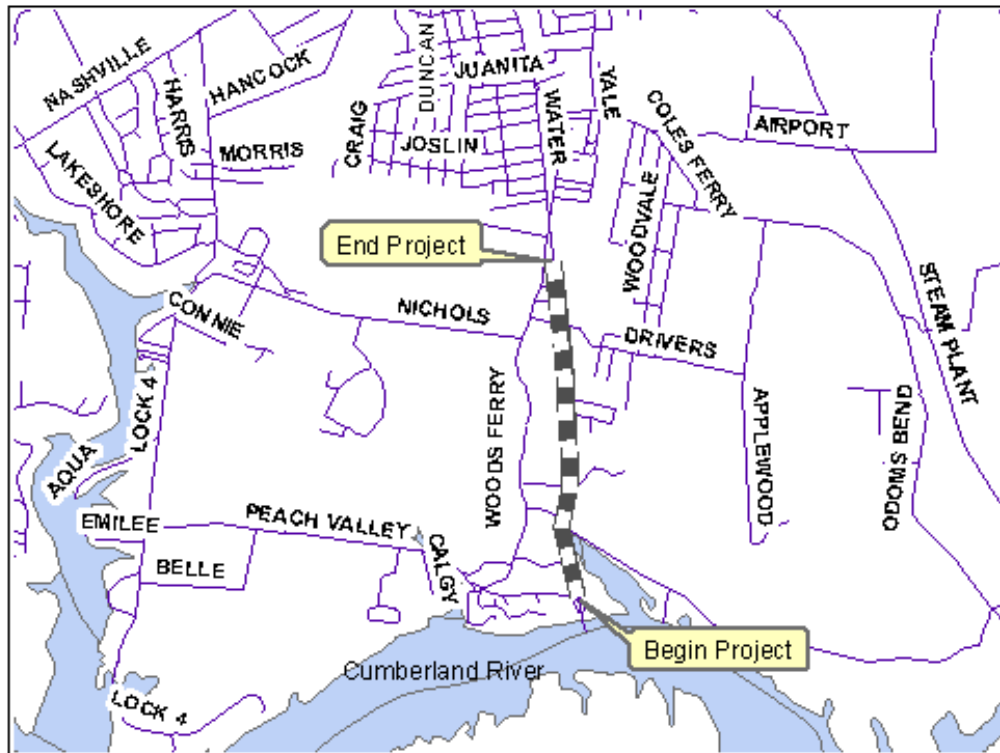 NASHVILLE
HARRIS
HANCOCK
DUNCAN
JUANITA
WATER
YALE
COLES FERRY
AIRPORT
CRAIG
JOSLIN
MORRIS
LAKESHORE
WOODVALE
End Project
STEAM PLANT
CONNIE
NICHOLS
DRIVERS
LOCK 4
WOODS FERRY
APPLEWOOD
ODOMS BEND
AQUA
EMILEE
PEACH VALLEY
CALGY
BELLE
Begin Project
Cumberland River
LOCK 4